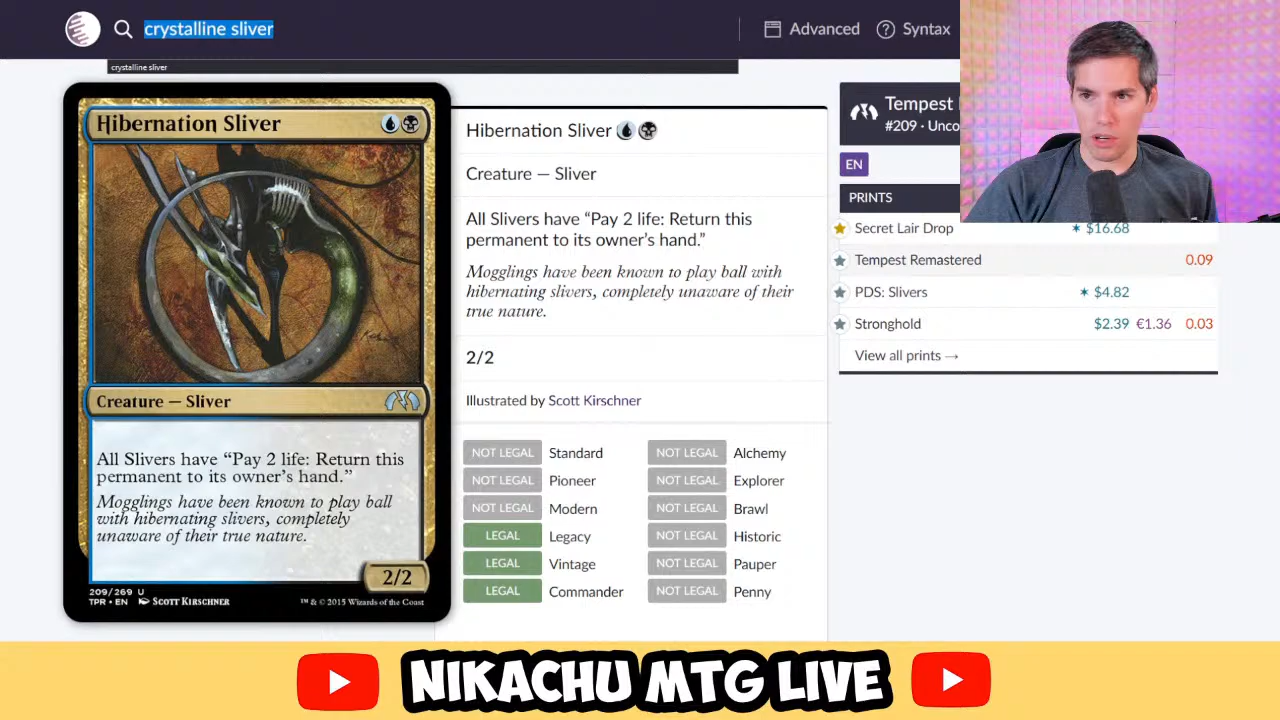 crystalline sliver
Advanced
Syntax
crystalline sliver
Hibernation Sliver
Creature — Sliver
All Slivers have “Pay 2 life: Return this
permanent to its owner's hand.”
Mogglings have been known to play ball
with hibernating slivers, completely
unaware of their true nature.
2/2
209/269 U
TPR • EN Scott Kirschner
™ & © 2015 Wizards of the Coast
Hibernation Sliver
Creature — Sliver
All Slivers have “Pay 2 life: Return this
permanent to its owner's hand.”
Mogglings have been known to play ball with
hibernating slivers, completely unaware of their
true nature.
2/2
Illustrated by Scott Kirschner
NOT LEGAL Standard NOT LEGAL Alchemy
NOT LEGAL Pioneer NOT LEGAL Explorer
NOT LEGAL Modern NOT LEGAL Brawl
LEGAL Legacy NOT LEGAL Historic
LEGAL Vintage NOT LEGAL Pauper
LEGAL Commander NOT LEGAL Penny
Tempest
#209 · Unco
EN
PRINTS
Secret Lair Drop $16.68
Tempest Remastered 0.09
PDS: Slivers $4.82
Stronghold $2.39 €1.36 0.03
View all prints →
NIKACHU MTG LIVE